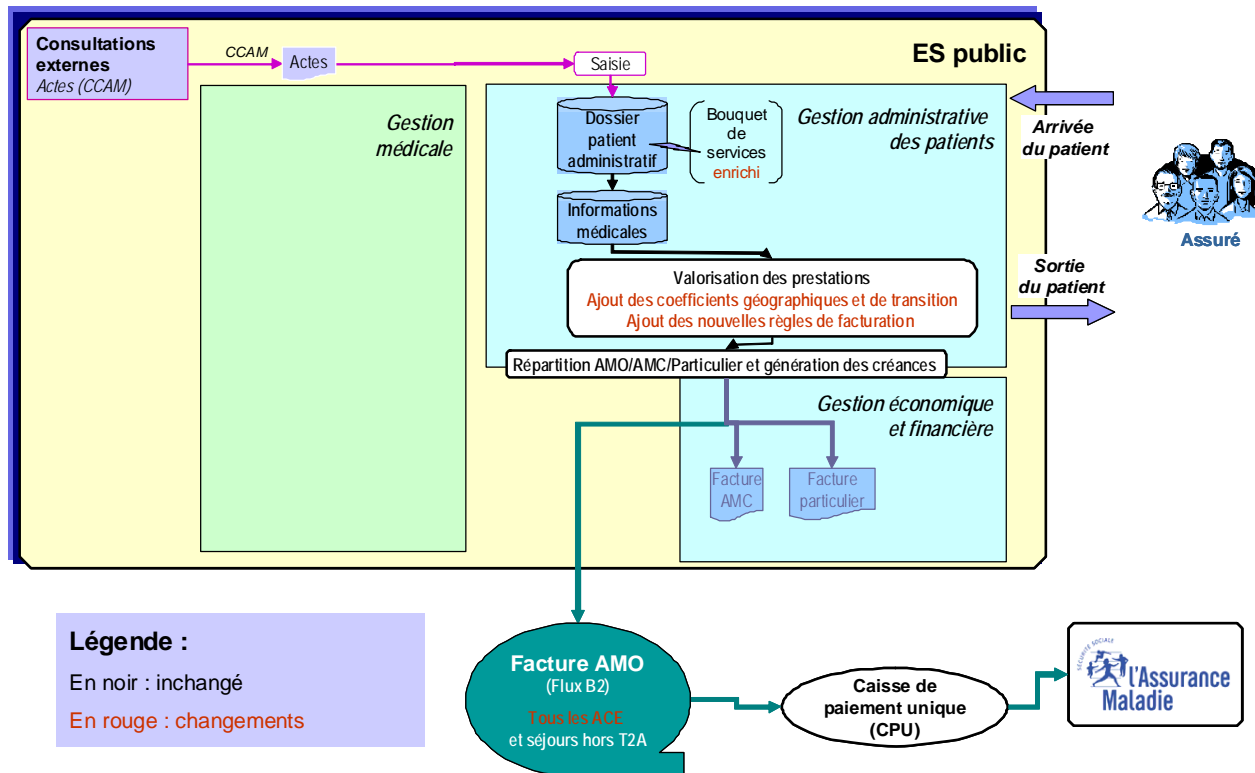 Consultations
externes
Actes (CCAM)
CCAM
Actes
Saisie
ES public
Gestion
médicale
Dossier
patient
administratif
Bouquet
de
services
enrichi
Gestion administrative
des patients
Arrivée
du patient
Assuré
Informations
médicales
Sortie
du patient
Valorisation des prestations
Ajout des coefficients géographiques et de transition
Ajout des nouvelles règles de facturation
Répartition AMO/AMC/Particulier et génération des créances
Gestion économique
et financière
Facture
AMC
Facture
particulier
Légende :
En noir : inchangé
En rouge : changements
Facture AMO
(Flux B2)
Tous les ACE
et séjours hors T2A
Caisse de
paiement unique
(CPU)
SÉCURITÉ SOCIALE
l'Assurance
Maladie